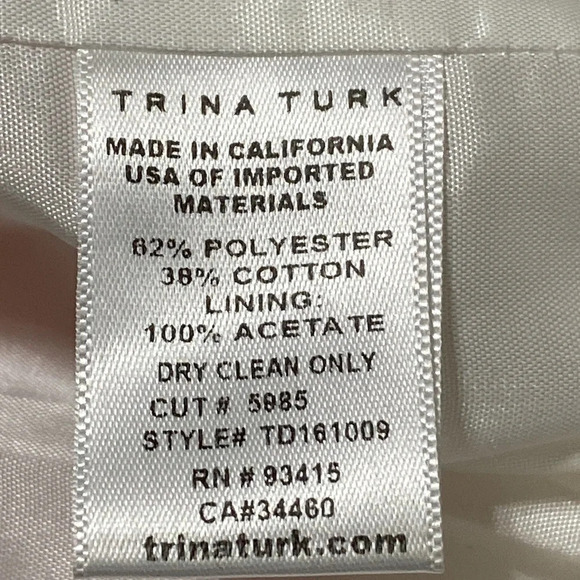 TRINA TURK
MADE IN CALIFORNIA
USA OF IMPORTED
MATERIALS
62% POLYESTER
38% COTTON
LINING:
100% ACETATE
DRY CLEAN ONLY
CUT # 5985
STYLE# TD161009
RN # 93415
CA#34460
trinaturk.com